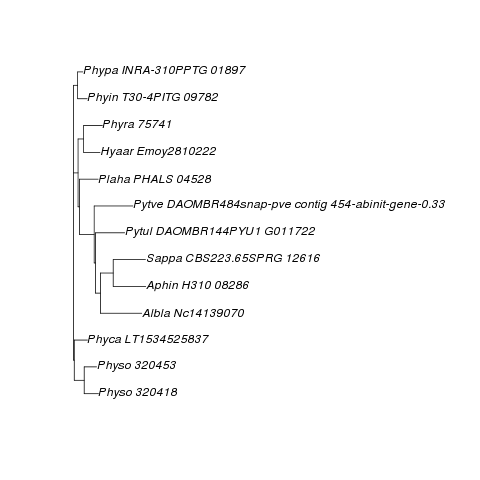 Phypa INRA-310PPTG 01897
Phyin T30-4PITG 09782
Phyra 75741
Hyaar Emoy2810222
Plaha PHALS 04528
Pytve DAOMBR484snap-pve contig 454-abinit-gene-0.33
Pytul DAOMBR144PYU1 G011722
Sappa CBS223.65SPRG 12616
Aphin H310 08286
Albla Nc14139070
Phyca LT1534525837
Physo 320453
Physo 320418